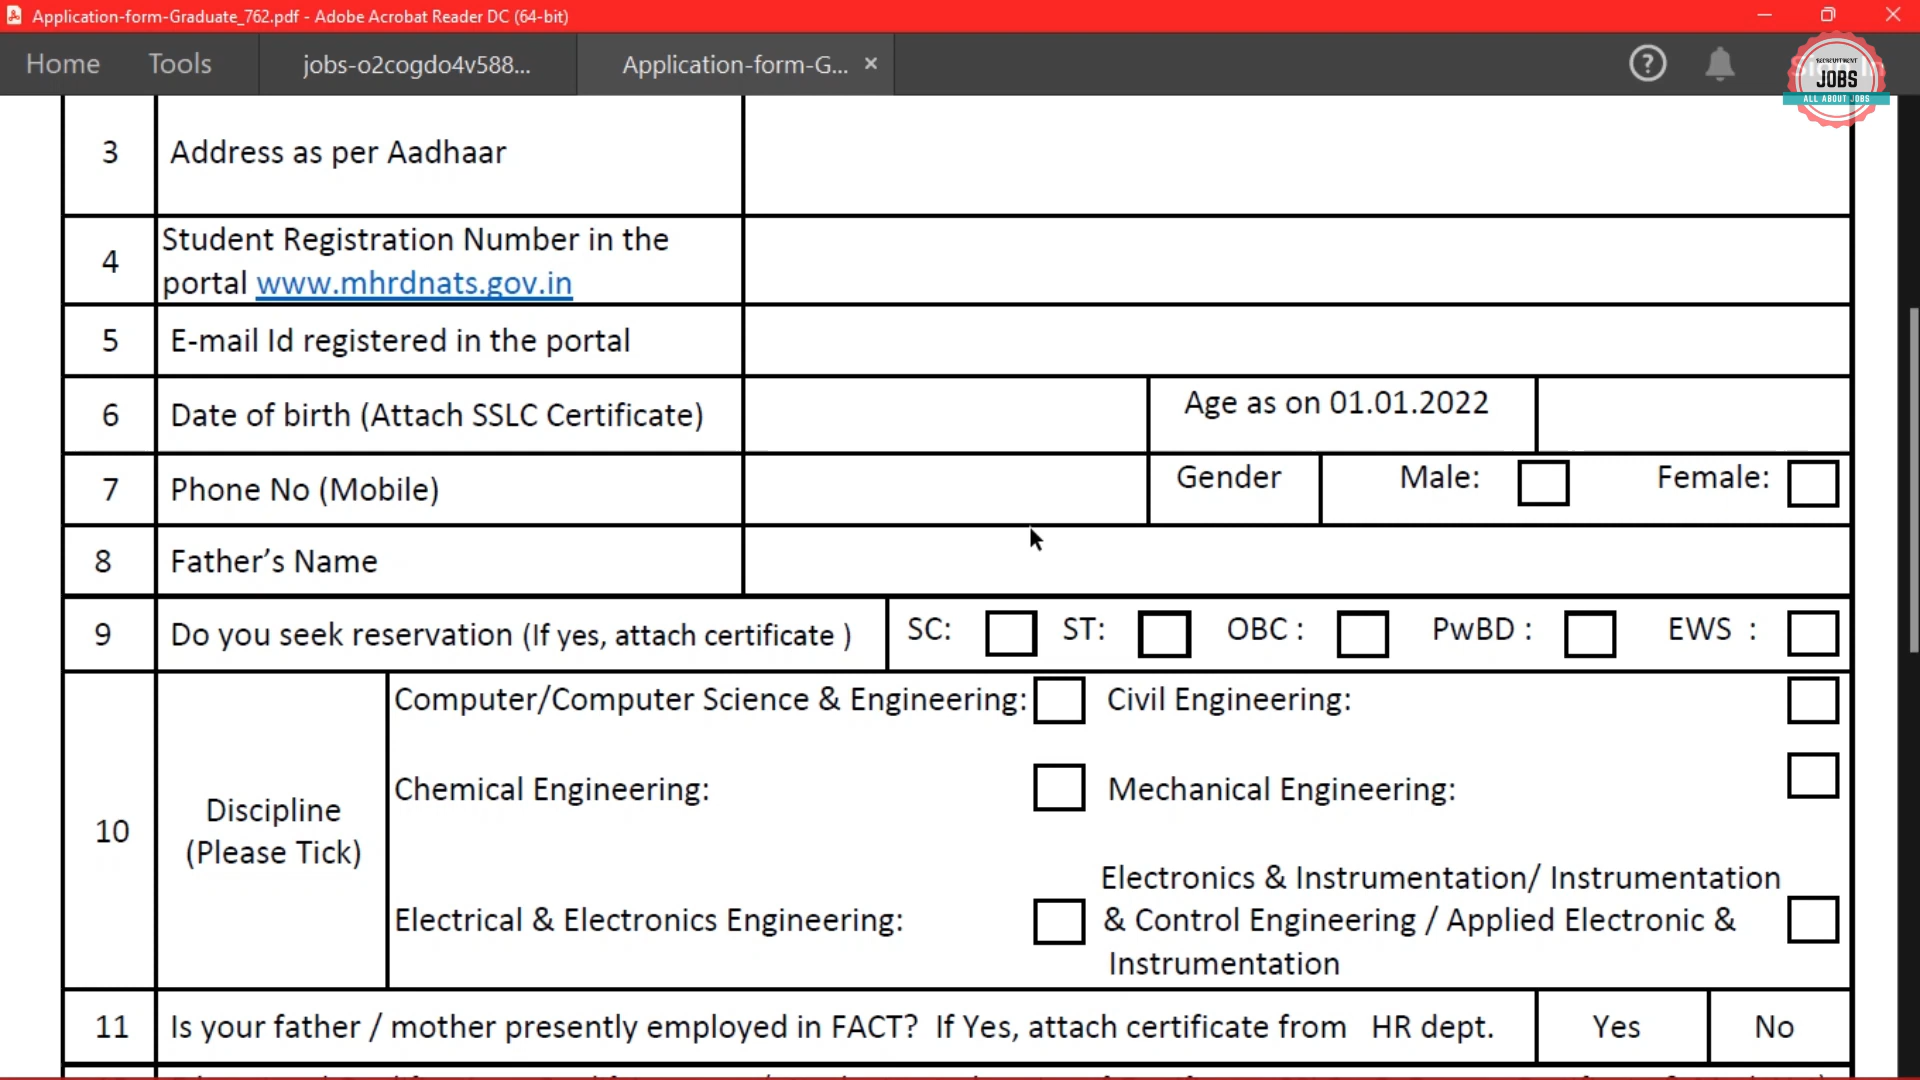 Application-form-Graduate_762.pdf - Adobe Acrobat Reader DC (64-bit)
Home Tools jobs-o2cogdo4v588... Application-form-G... ×
RECRUITMENT
JOBS
ALL ABOUT JOBS
3 Address as per Aadhaar
4 Student Registration Number in the
portal www.mhrdnats.gov.in
5 E-mail Id registered in the portal
6 Date of birth (Attach SSLC Certificate) Age as on 01.01.2022
7 Phone No (Mobile) Gender Male: Female:
8 Father’s Name
9 Do you seek reservation (If yes, attach certificate ) SC: ST: OBC : PwBD : EWS :
10 Discipline
(Please Tick)
Computer/Computer Science & Engineering: Civil Engineering:
Chemical Engineering: Mechanical Engineering:
Electrical & Electronics Engineering: Electronics & Instrumentation/ Instrumentation
& Control Engineering / Applied Electronic &
Instrumentation
11 Is your father / mother presently employed in FACT? If Yes, attach certificate from HR dept. Yes No